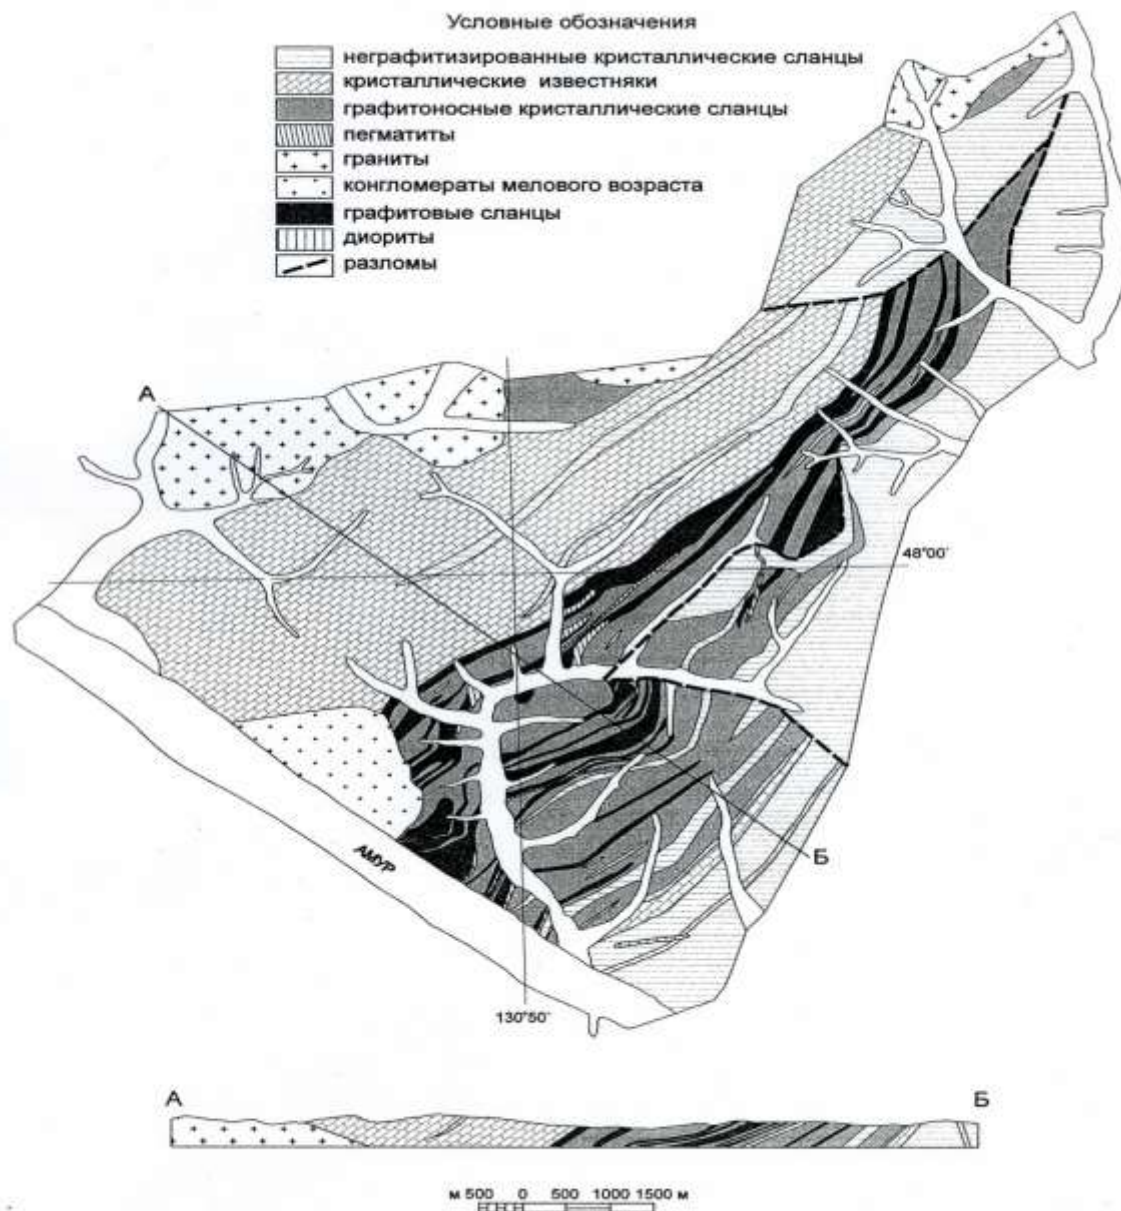 Условные обозначения
неграфитизированные кристаллические сланцы
кристаллические известняки
графитоносные кристаллические сланцы
пегматиты
граниты
конгломераты мелового возраста
графитовые сланцы
диориты
разломы
А
48°00'
Б
АМУР
130°50'
А Б
м 500 0 500 1000 1500 м